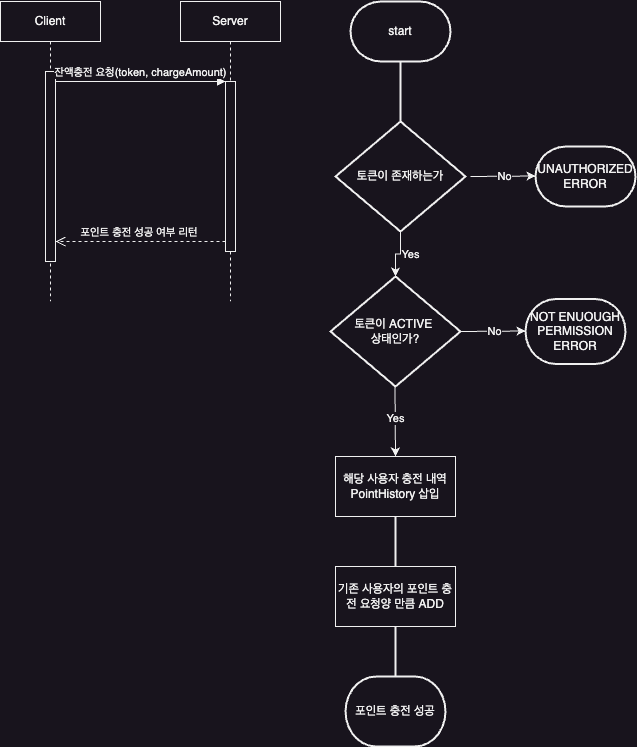 Client
Server
잔액충전 요청(token, chargeAmount)
포인트 충전 성공 여부 리턴
start
토큰이 존재하는가
No
UNAUTHORIZED
ERROR
Yes
토큰이 ACTIVE
상태인가?
No
NOT ENUOUGH
PERMISSION
ERROR
Yes
해당 사용자 충전 내역
PointHistory 삽입
기존 사용자의 포인트 충
전 요청양 만큼 ADD
포인트 충전 성공